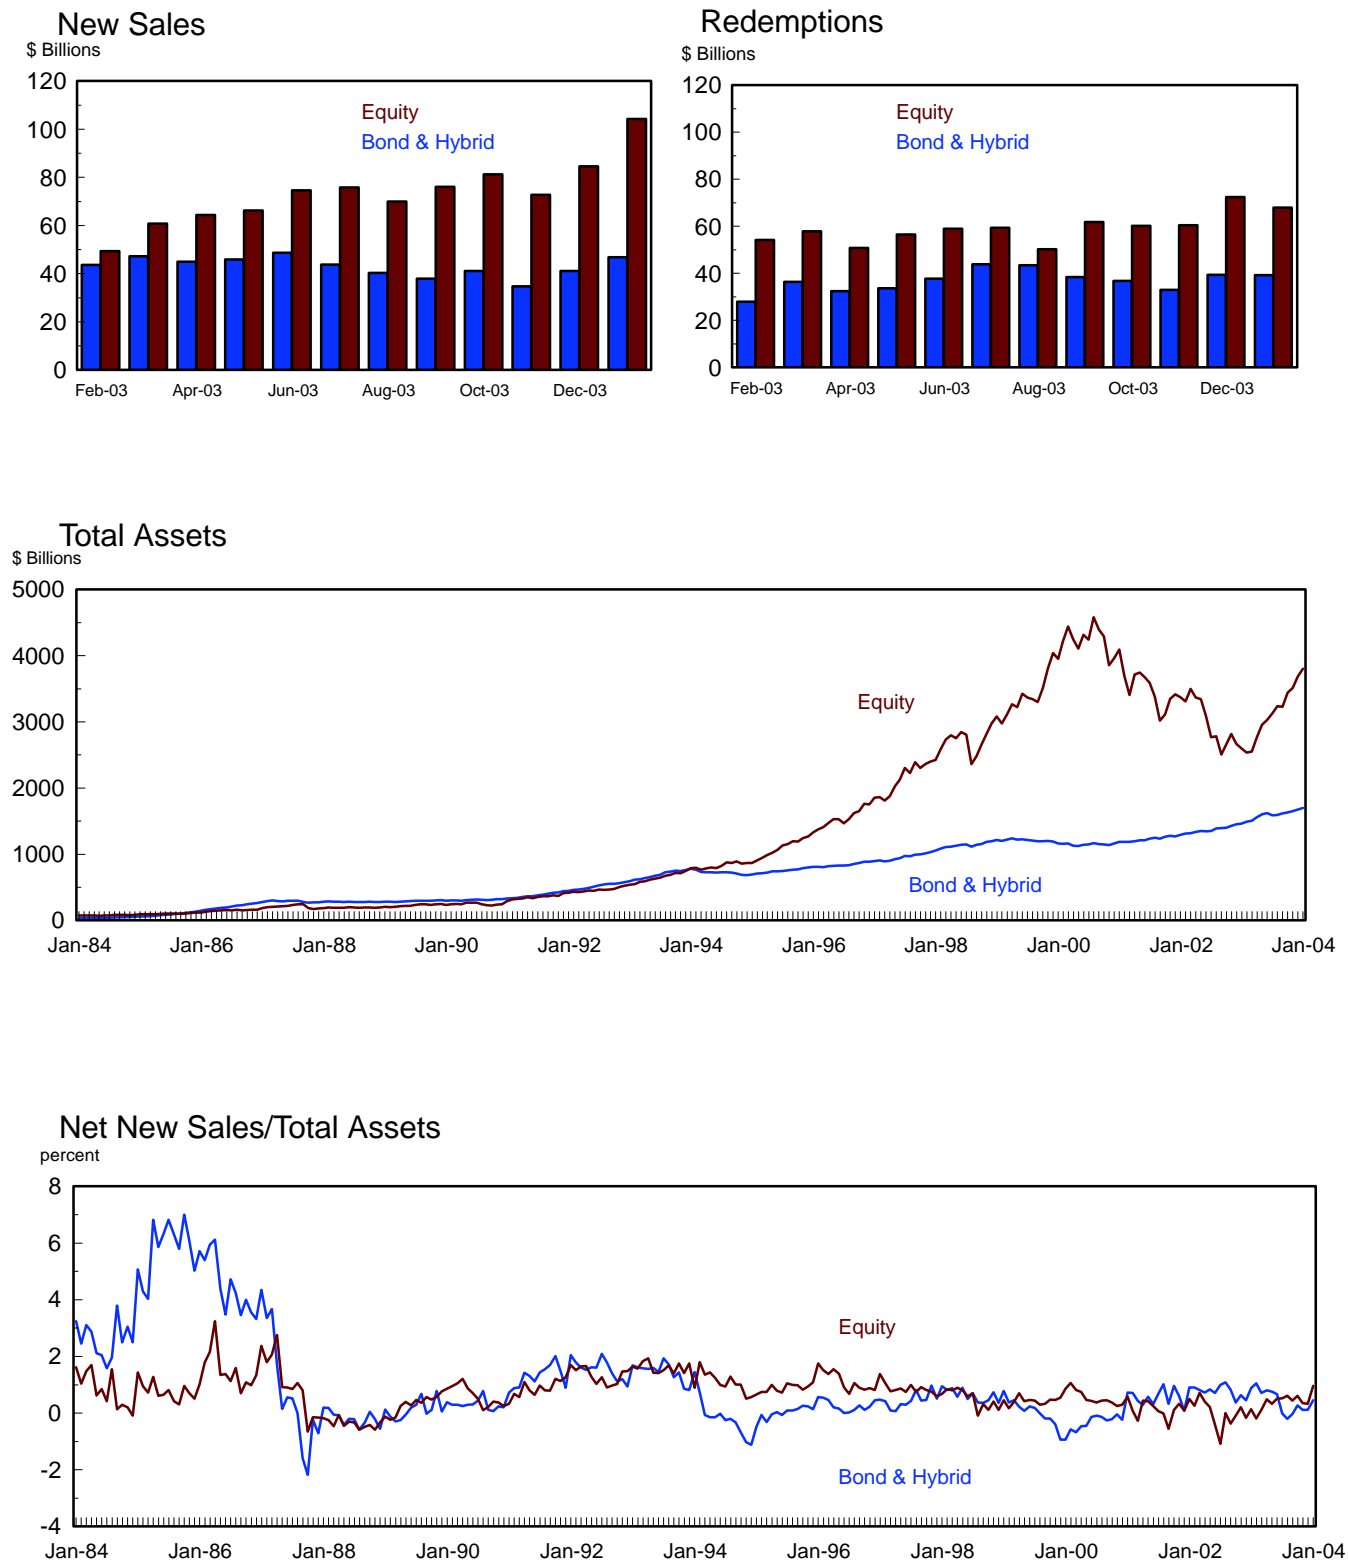 New Sales
$ Billions
120
100
80
60
40
20
0
Equity
Bond & Hybrid
Feb-03 Apr-03 Jun-03 Aug-03 Oct-03 Dec-03
Redemptions
$ Billions
120
100
80
60
40
20
0
Equity
Bond & Hybrid
Feb-03 Apr-03 Jun-03 Aug-03 Oct-03 Dec-03
Total Assets
$ Billions
5000
4000
3000
2000
1000
0
Equity
Bond & Hybrid
Jan-84 Jan-86 Jan-88 Jan-90 Jan-92 Jan-94 Jan-96 Jan-98 Jan-00 Jan-02 Jan-04
Net New Sales/Total Assets
percent
8
6
4
2
0
-2
-4
Equity
Bond & Hybrid
Jan-84 Jan-86 Jan-88 Jan-90 Jan-92 Jan-94 Jan-96 Jan-98 Jan-00 Jan-02 Jan-04